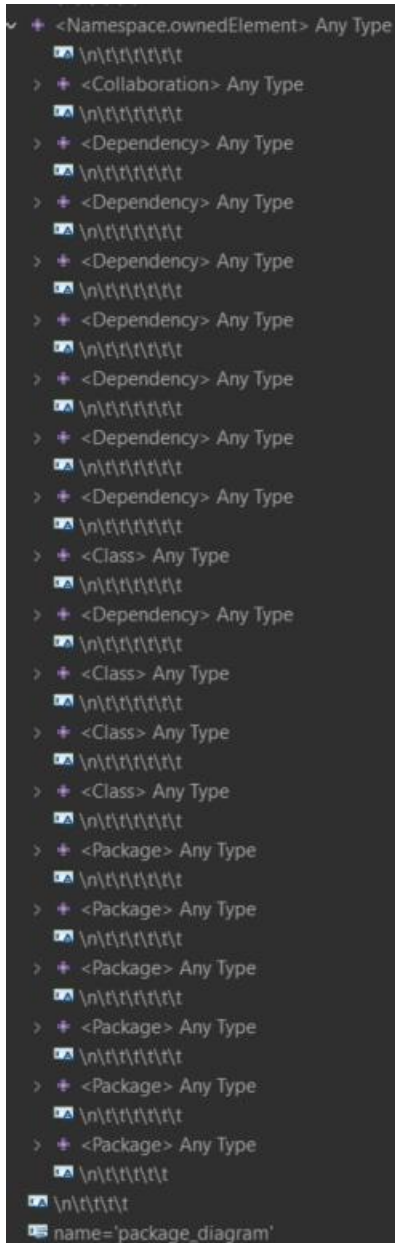 <Namespace.ownedElement> Any Type
\n\t\t\t\t\t\t
<Collaboration> Any Type
\n\t\t\t\t\t\t
<Dependency> Any Type
\n\t\t\t\t\t\t
<Dependency> Any Type
\n\t\t\t\t\t\t
<Dependency> Any Type
\n\t\t\t\t\t\t
<Dependency> Any Type
\n\t\t\t\t\t\t
<Dependency> Any Type
\n\t\t\t\t\t\t
<Dependency> Any Type
\n\t\t\t\t\t\t
<Dependency> Any Type
\n\t\t\t\t\t\t
<Class> Any Type
\n\t\t\t\t\t\t
<Dependency> Any Type
\n\t\t\t\t\t\t
<Class> Any Type
\n\t\t\t\t\t\t
<Class> Any Type
\n\t\t\t\t\t\t
<Class> Any Type
\n\t\t\t\t\t\t
<Package> Any Type
\n\t\t\t\t\t\t
<Package> Any Type
\n\t\t\t\t\t\t
<Package> Any Type
\n\t\t\t\t\t\t
<Package> Any Type
\n\t\t\t\t\t\t
<Package> Any Type
\n\t\t\t\t\t\t
<Package> Any Type
\n\t\t\t\t\t
\n\t\t\t\t
name='package_diagram'